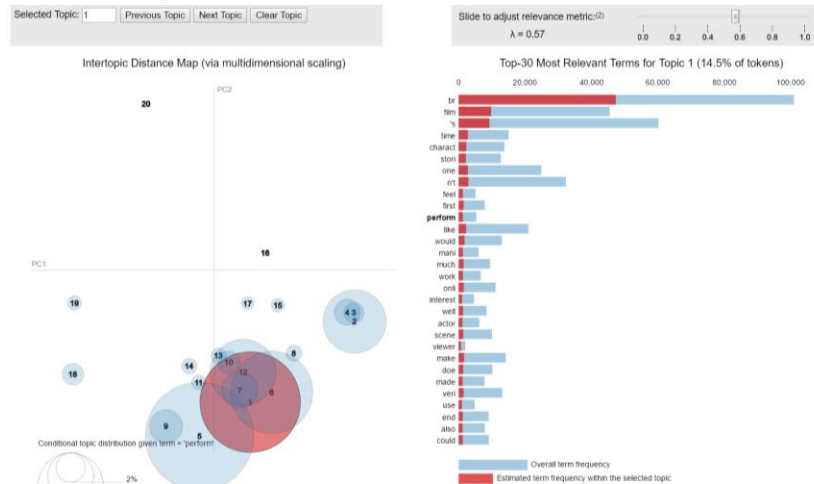 Selected Topic: 1 Previous Topic Next Topic Clear Topic
Slide to adjust relevance metric:(2)
λ = 0.57
0.0 0.2 0.4 0.6 0.8 1.0
Intertopic Distance Map (via multidimensional scaling)
PC2
PC1
20
16
19
17
15
4
3
2
13
10
8
14
12
18
11
7
6
1
9
5
Conditional topic distribution given term = 'perform'
2%
Top-30 Most Relevant Terms for Topic 1 (14.5% of tokens)
0 20,000 40,000 60,000 80,000 100,000
br
film
's
time
charact
stori
one
n't
feel
first
perform
like
would
mani
much
work
onli
interest
well
actor
scene
viewer
make
doe
made
veri
use
end
also
could
Overall term frequency
Estimated term frequency within the selected topic